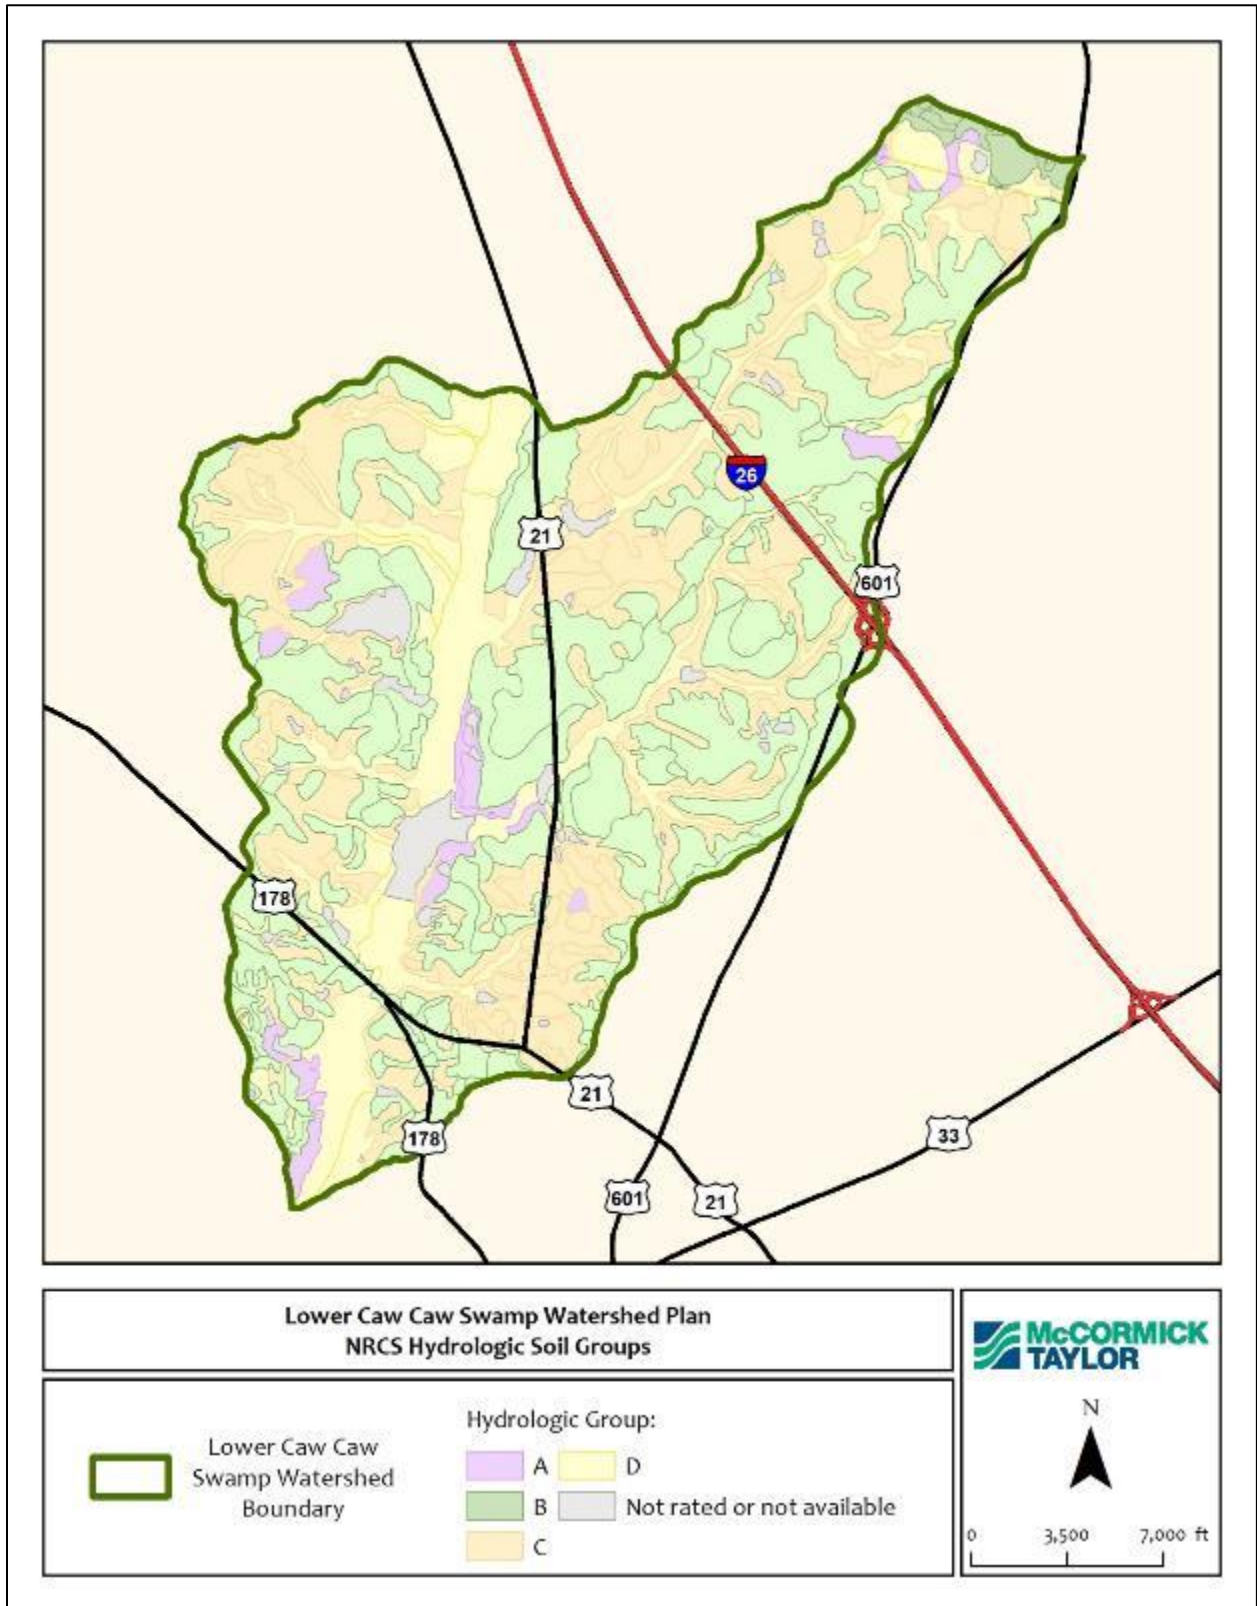 26
21
601
178
21
178
33
601
21
Lower Caw Caw Swamp Watershed Plan
NRCS Hydrologic Soil Groups
Lower Caw Caw
Swamp Watershed
Boundary
Hydrologic Group:
A D
B Not rated or not available
C
McCORMICK
TAYLOR
N
0 3,500 7,000 ft